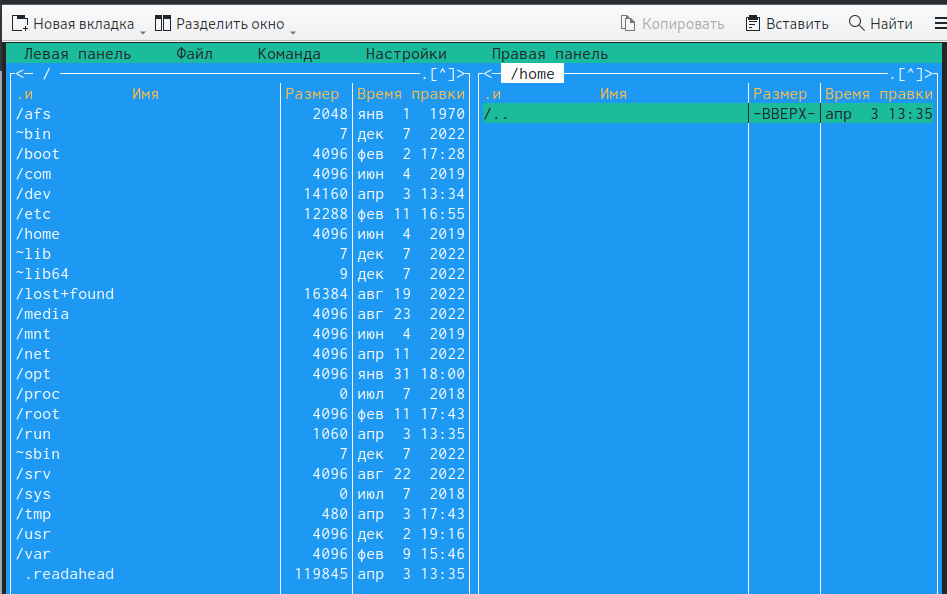 Новая вкладка Разделить окно Копировать Вставить Найти
Левая панель Файл Команда Настройки Правая панель
<─ / .[^]> <─ /home .[^]>
.и Имя Размер Время правки .и Имя Размер Время правки
/afs 2048 янв 1 1970 /.. -ВВЕРХ- апр 3 13:35
~bin 7 дек 7 2022
/boot 4096 фев 2 17:28
/com 4096 июн 4 2019
/dev 14160 апр 3 13:34
/etc 12288 фев 11 16:55
/home 4096 июн 4 2019
~lib 7 дек 7 2022
~lib64 9 дек 7 2022
/lost+found 16384 авг 19 2022
/media 4096 авг 23 2022
/mnt 4096 июн 4 2019
/net 4096 апр 11 2022
/opt 4096 янв 31 18:00
/proc 0 июл 7 2018
/root 4096 фев 11 17:43
/run 1060 апр 3 13:35
~sbin 7 дек 7 2022
/srv 4096 авг 22 2022
/sys 0 июл 7 2018
/tmp 480 апр 3 17:43
/usr 4096 дек 2 19:16
/var 4096 фев 9 15:46
.readahead 119845 апр 3 13:35